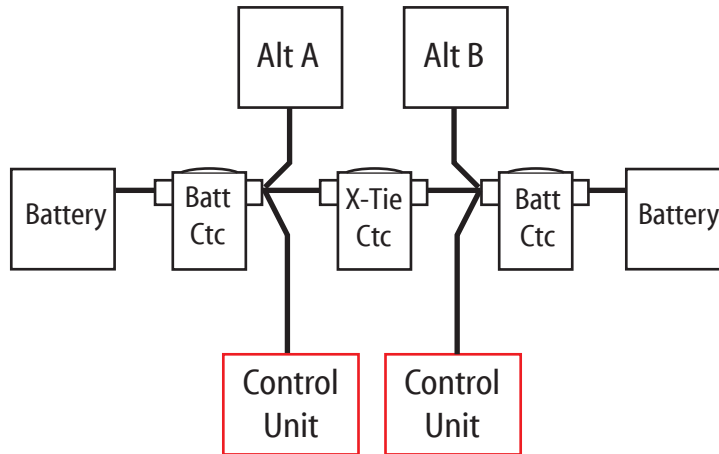 Alt A
Alt B
Battery
Batt
Ctc
X-Tie
Ctc
Batt
Ctc
Battery
Control
Unit
Control
Unit